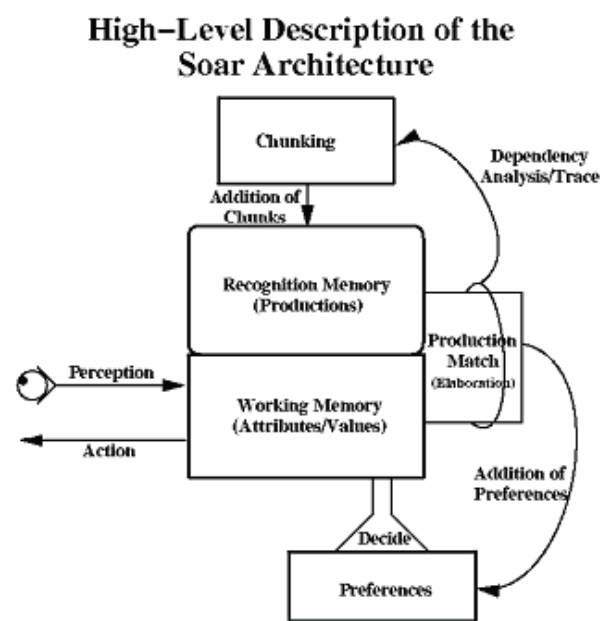 High-Level Description of the
Soar Architecture
Chunking
Dependency
Analysis/Trace
Addition of
Chunks
Recognition Memory
(Productions)
Production
Match
(Elaboration)
Perception
Working Memory
(Attributes/Values)
Action
Addition of
Preferences
Decide
Preferences